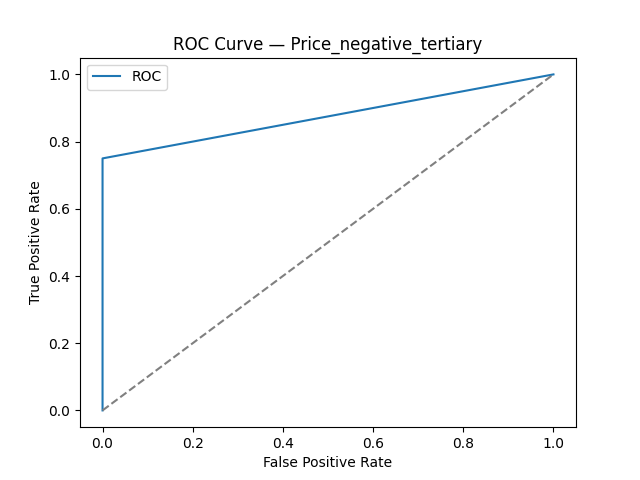 ROC Curve — Price_negative_tertiary
ROC
True Positive Rate
1.0
0.8
0.6
0.4
0.2
0.0
0.0 0.2 0.4 0.6 0.8 1.0
False Positive Rate